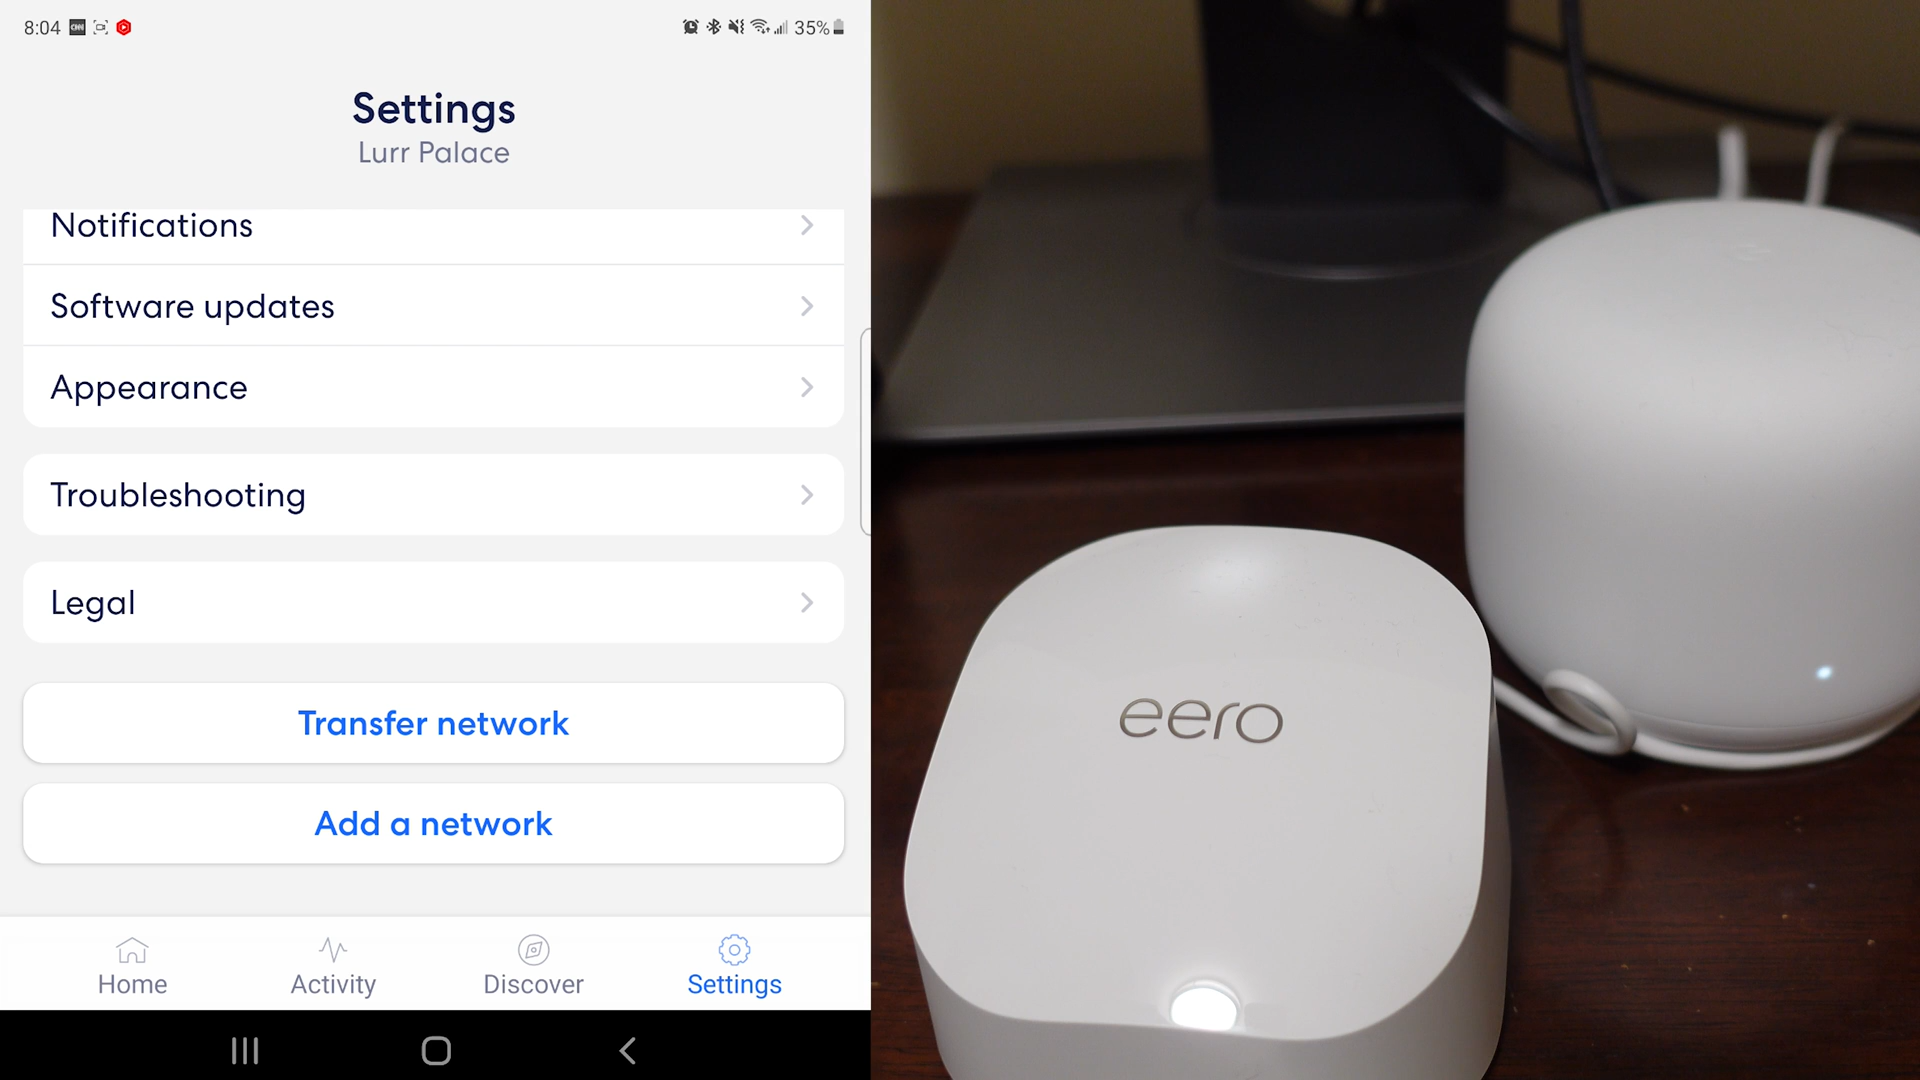 8:04 CNN 35%
Settings
Lurr Palace
Notifications
Software updates
Appearance
Troubleshooting
Legal
Transfer network
Add a network
Home Activity Discover Settings
eero